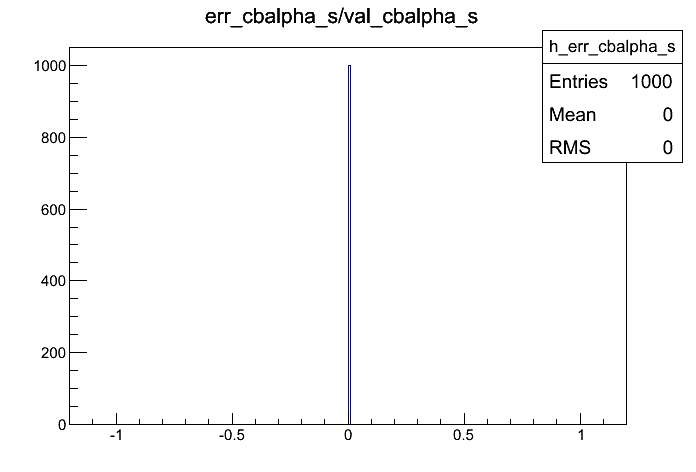 err_cbalpha_s/val_cbalpha_s
h_err_cbalpha_s
Entries 1000
Mean 0
RMS 0
1000
800
600
400
200
0
-1 -0.5 0 0.5 1